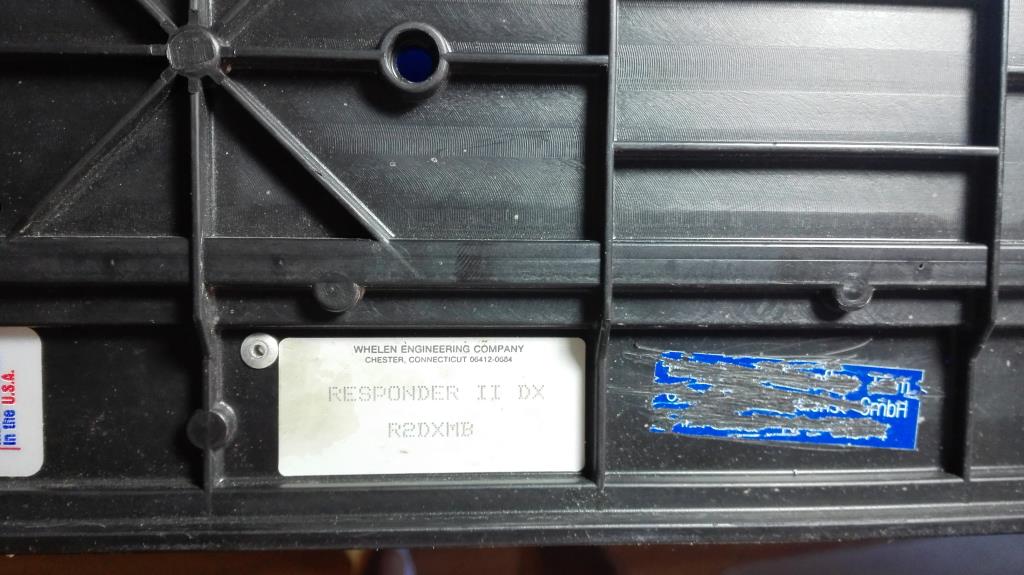 in the U.S.A.
WHELEN ENGINEERING COMPANY
CHESTER, CONNECTICUT 06412-0684
RESPONDER II DX
R2DXMB
GmbH